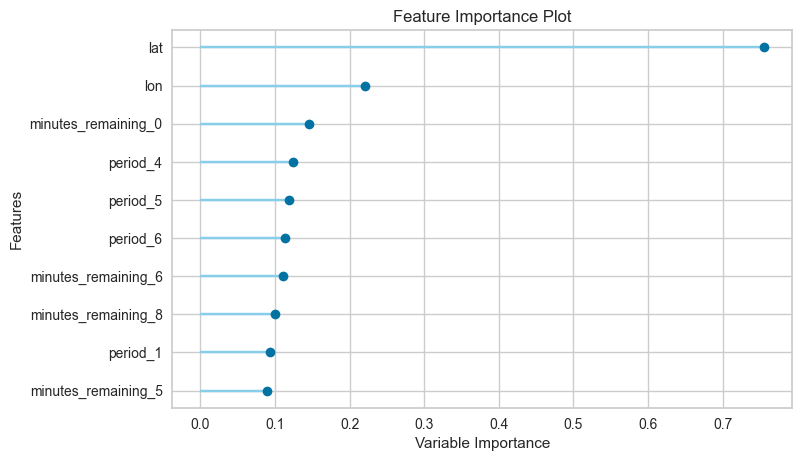 Feature Importance Plot
Features
lat
lon
minutes_remaining_0
period_4
period_5
period_6
minutes_remaining_6
minutes_remaining_8
period_1
minutes_remaining_5
0.0 0.1 0.2 0.3 0.4 0.5 0.6 0.7
Variable Importance